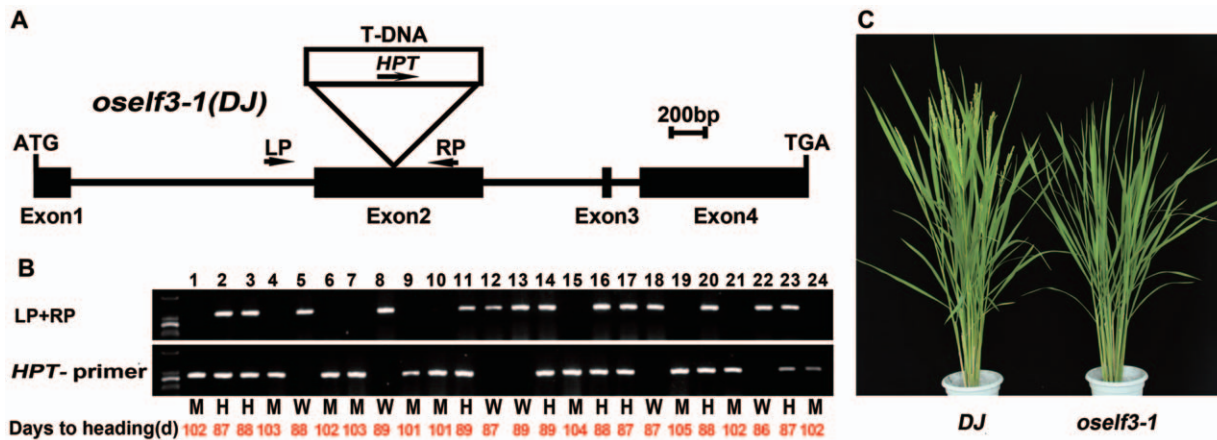 A
T-DNA
HPT
oself3-1(DJ)
200bp
ATG
LP
RP
TGA
Exon1
Exon2
Exon3
Exon4
B
1 2 3 4 5 6 7 8 9 10 11 12 13 14 15 16 17 18 19 20 21 22 23 24
LP+RP
HPT- primer
M H H M W M M W M M H W W H M H H W M H M W H M
Days to heading(d) 102 87 88 103 88 102 103 89 101 101 89 87 89 89 104 88 87 87 105 88 102 86 87 102
C
DJ
oself3-1